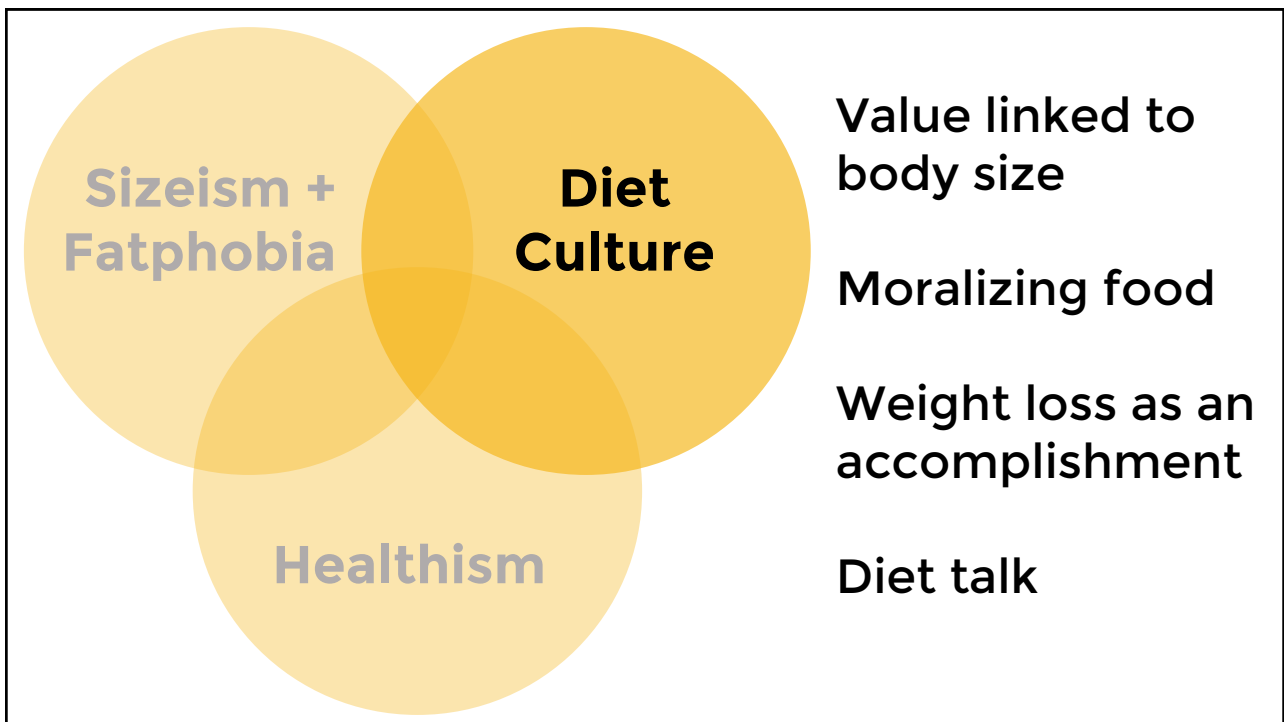 Sizeism +
Fatphobia
Diet
Culture
Healthism
Value linked to
body size
Moralizing food
Weight loss as an
accomplishment
Diet talk